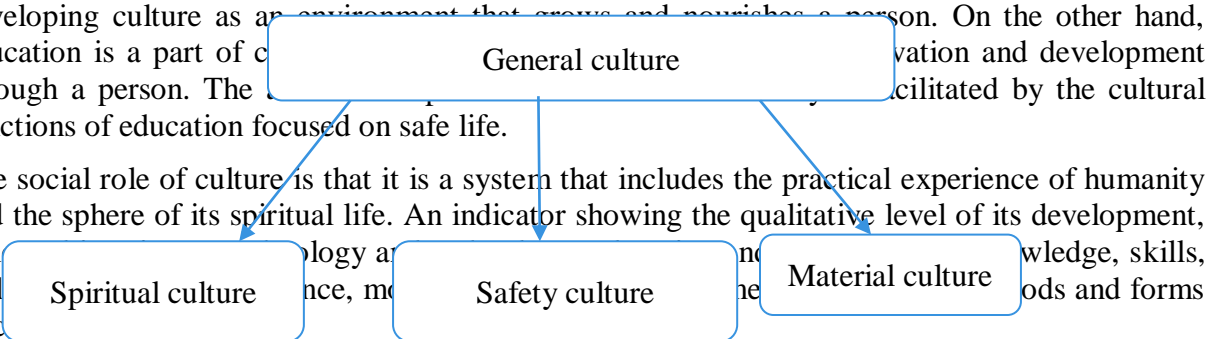 veloping culture as an environment that grows and nourishes a person. On the other hand,
ucation is a part of
General culture
vation and development
ough a person. The
acilitated by the cultural
ctions of education focused on safe life.
e social role of culture is that it is a system that includes the practical experience of humanity
d the sphere of its spiritual life. An indicator showing the qualitative level of its development,
ology
wledge, skills,
Spiritual culture
nce,
Safety culture
Material culture
ods and forms